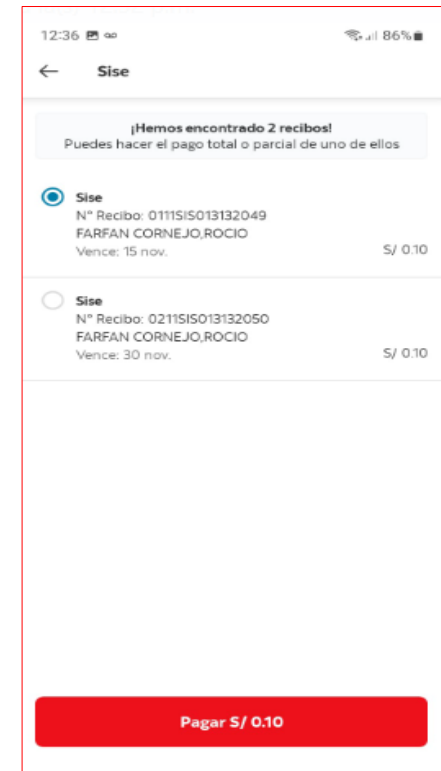 12:36
86%
Sise
¡Hemos encontrado 2 recibos!
Puedes hacer el pago total o parcial de uno de ellos
Sise
N° Recibo: 0111SIS013132049
FARFAN CORNEJO,ROCIO
Vence: 15 nov. S/ 0.10
Sise
N° Recibo: 0211SIS013132050
FARFAN CORNEJO,ROCIO
Vence: 30 nov. S/ 0.10
Pagar S/ 0.10